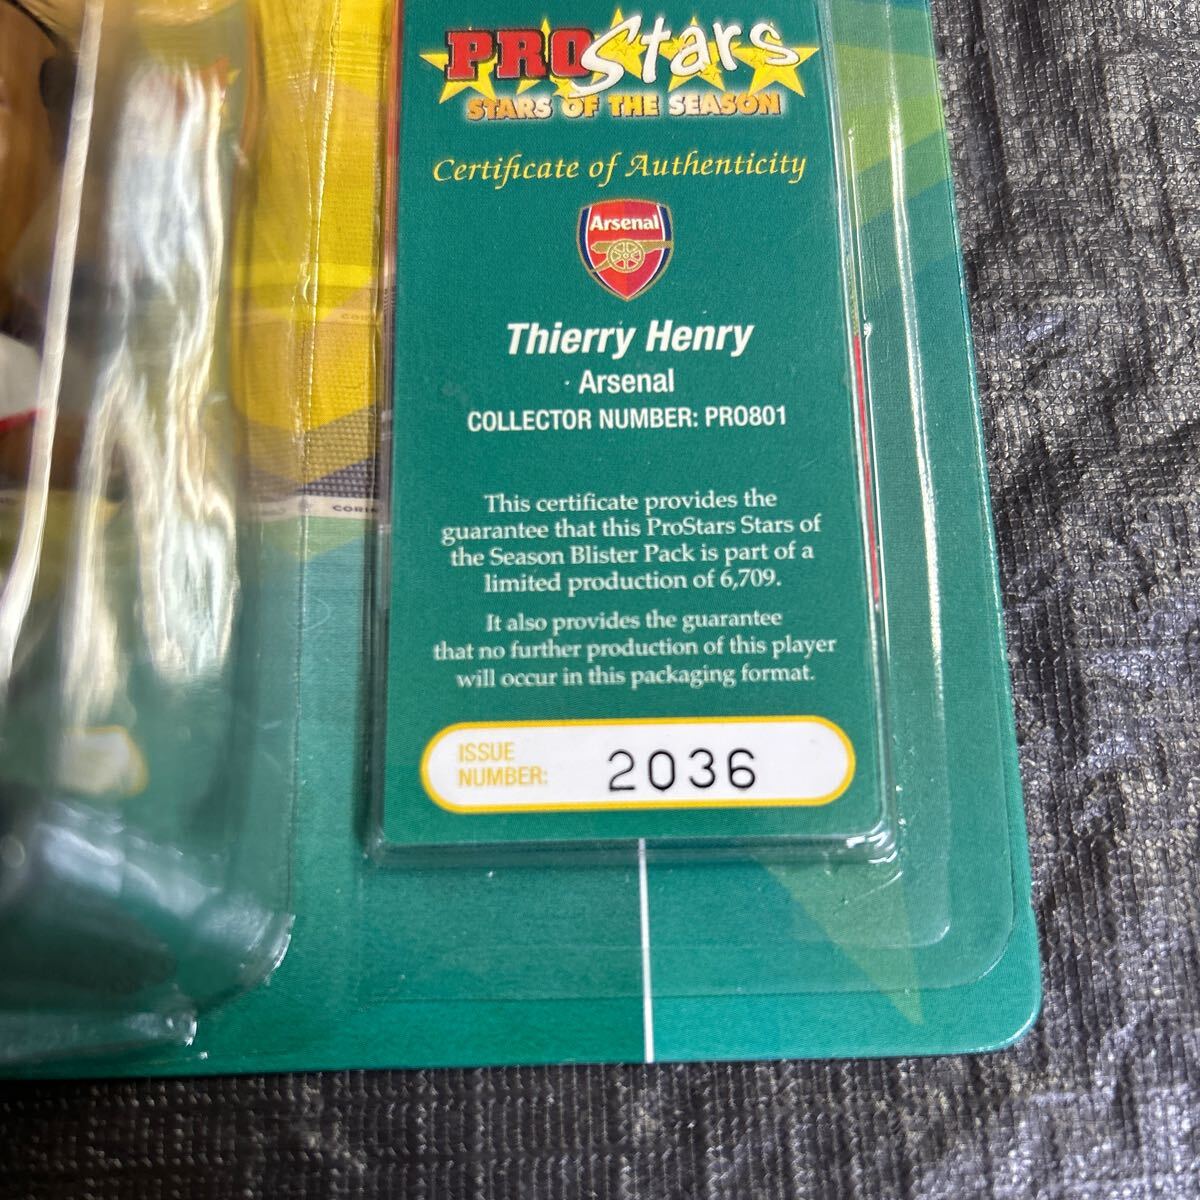 PROStars
STARS OF THE SEASON
Certificate of Authenticity
Arsenal
Thierry Henry
Arsenal
COLLECTOR NUMBER: PRO801
This certificate provides the
guarantee that this ProStars Stars of
the Season Blister Pack is part of a
limited production of 6,709.
It also provides the guarantee
that no further production of this player
will occur in this packaging format.
ISSUE
NUMBER:
2036